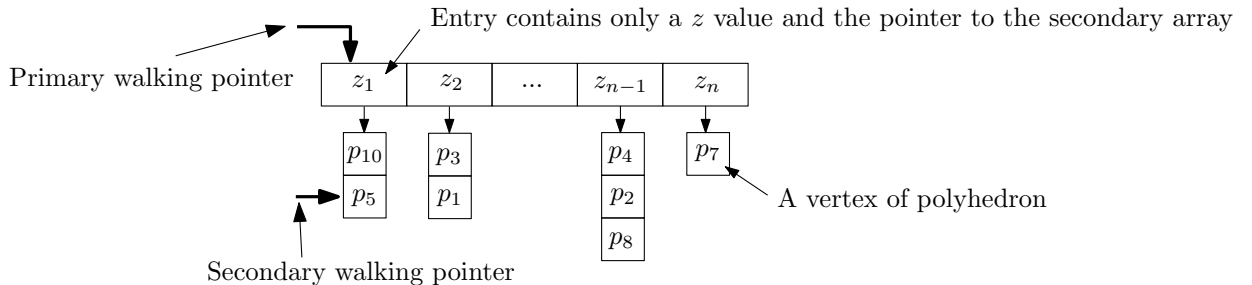 Entry contains only a z value and the pointer to the secondary array
Primary walking pointer
z₁ z₂ ... zₙ₋₁ zₙ
p₁₀ p₃ p₄ p₇
p₅ p₁ p₂
A vertex of polyhedron
p₈
Secondary walking pointer